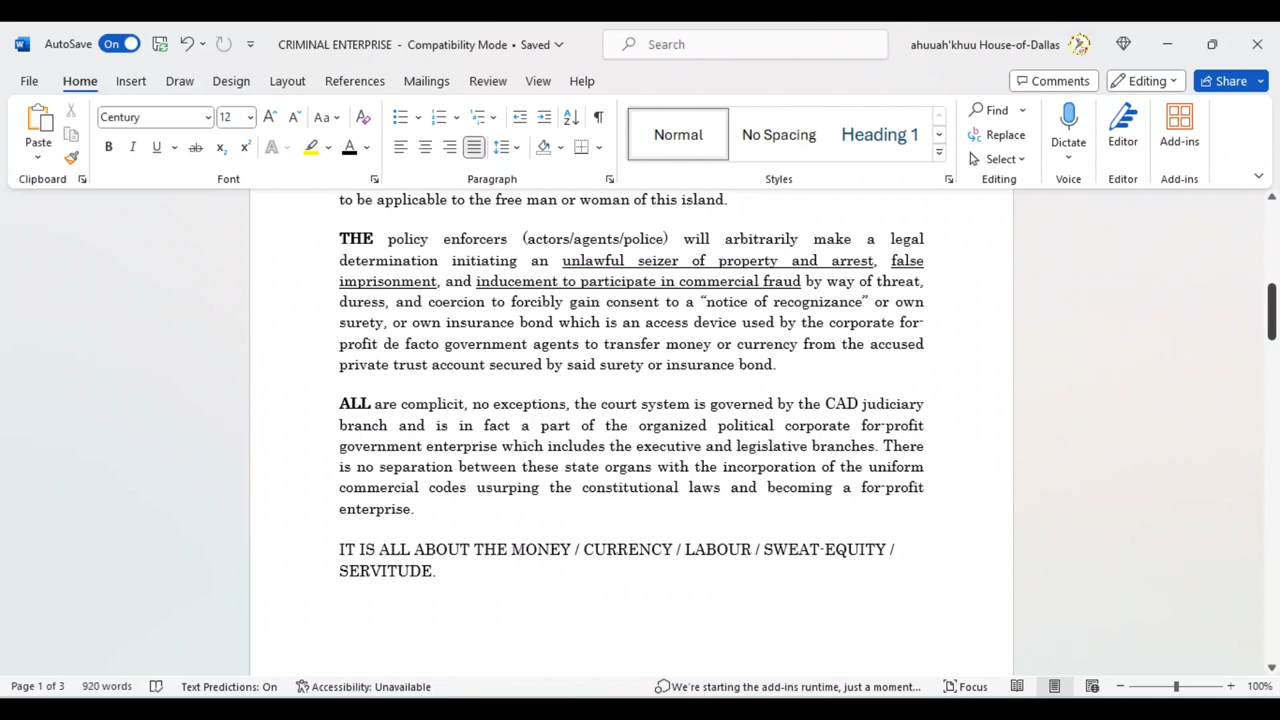 AutoSave On CRIMINAL ENTERPRISE - Compatibility Mode • Saved Search ahuuah'khuu House-of-Dallas
File Home Insert Draw Design Layout References Mailings Review View Help Comments Editing Share
Century 12 Aa Find
Paste Normal No Spacing Heading 1 Replace Dictate Editor Add-ins
B I U ab x2 x2 A A Select
Clipboard Font Paragraph Styles Editing Voice Editor Add-ins
to be applicable to the free man or woman of this island.
THE policy enforcers (actors/agents/police) will arbitrarily make a legal
determination initiating an unlawful seizer of property and arrest, false
imprisonment, and inducement to participate in commercial fraud by way of threat,
duress, and coercion to forcibly gain consent to a “notice of recognizance” or own
surety, or own insurance bond which is an access device used by the corporate for-
profit de facto government agents to transfer money or currency from the accused
private trust account secured by said surety or insurance bond.
ALL are complicit, no exceptions, the court system is governed by the CAD judiciary
branch and is in fact a part of the organized political corporate for-profit
government enterprise which includes the executive and legislative branches. There
is no separation between these state organs with the incorporation of the uniform
commercial codes usurping the constitutional laws and becoming a for-profit
enterprise.
IT IS ALL ABOUT THE MONEY / CURRENCY / LABOUR / SWEAT-EQUITY /
SERVITUDE.
Page 1 of 3 920 words Text Predictions: On Accessibility: Unavailable We're starting the add-ins runtime, just a moment... Focus 100%